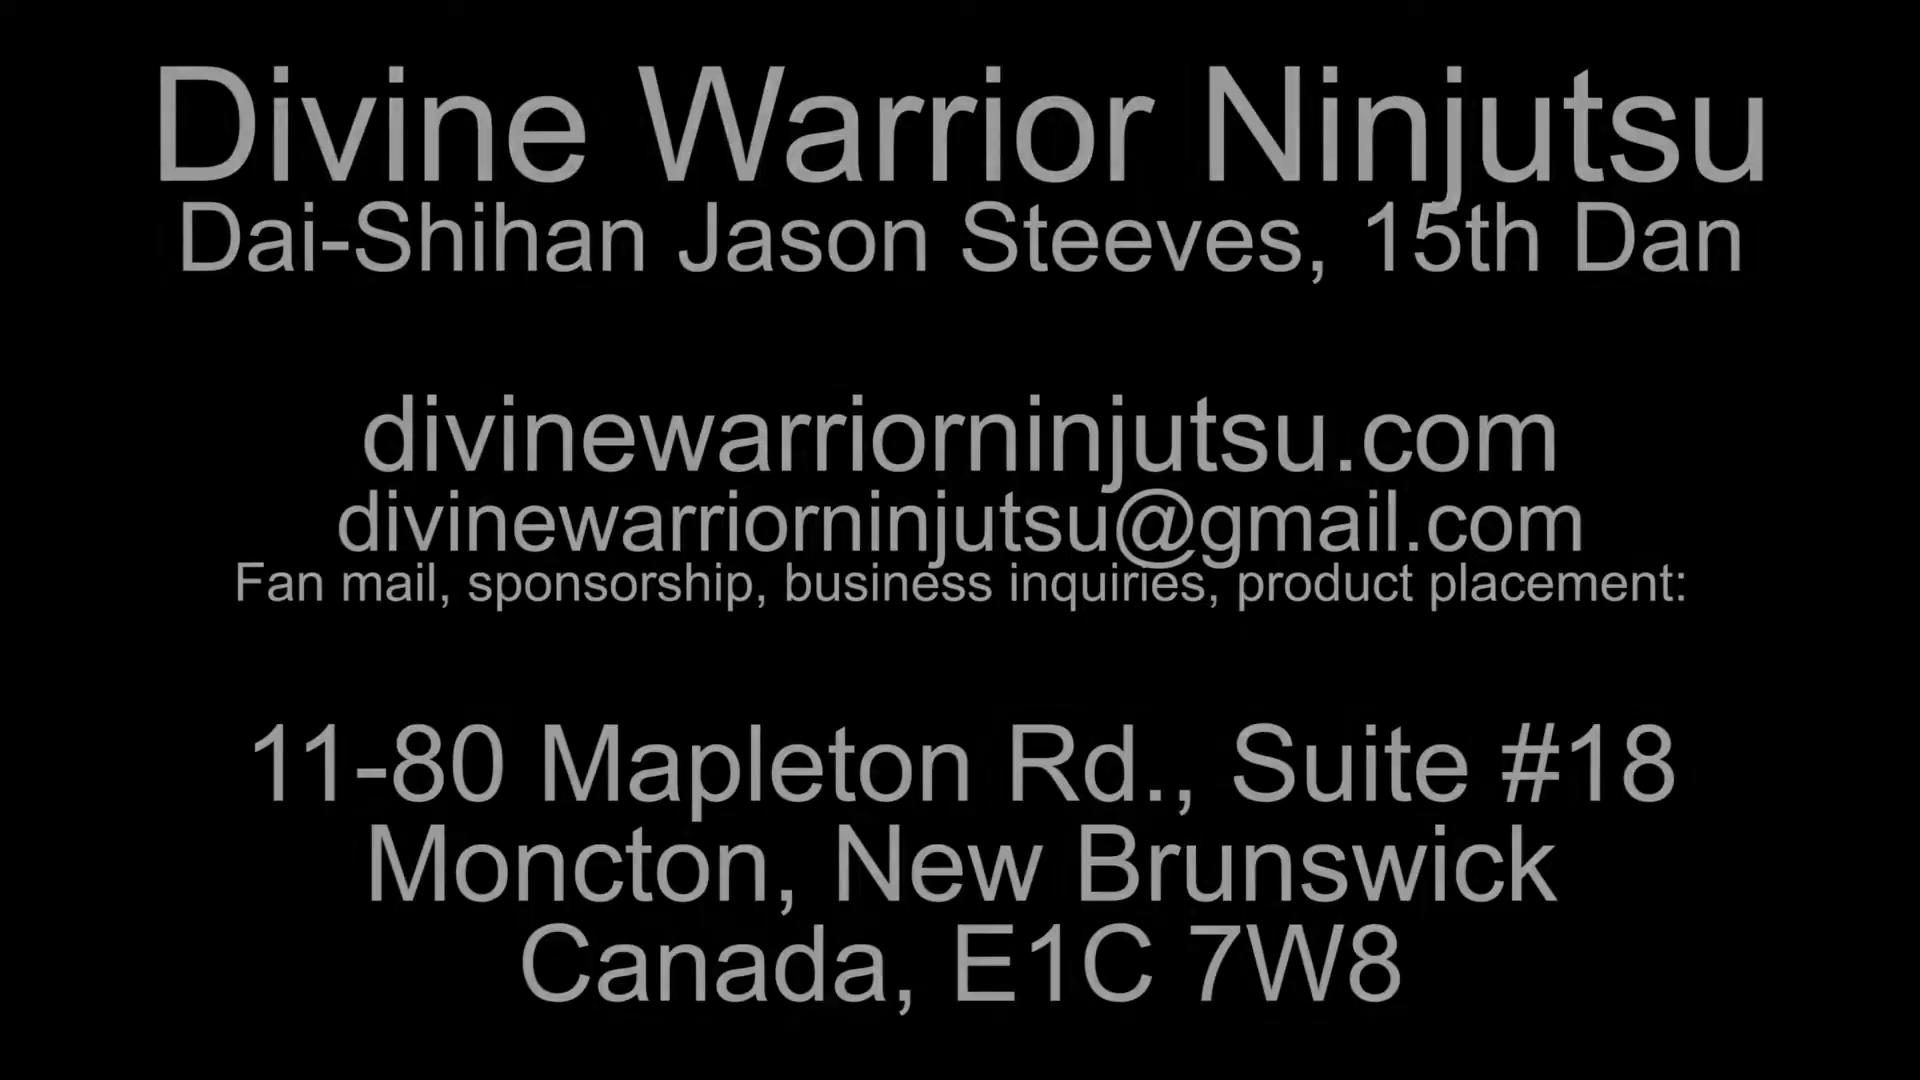 Divine Warrior Ninjutsu
Dai-Shihan Jason Steeves, 15th Dan
divinewarriorninjutsu.com
divinewarriorninjutsu@gmail.com
Fan mail, sponsorship, business inquiries, product placement:
11-80 Mapleton Rd., Suite #18
Moncton, New Brunswick
Canada, E1C 7W8